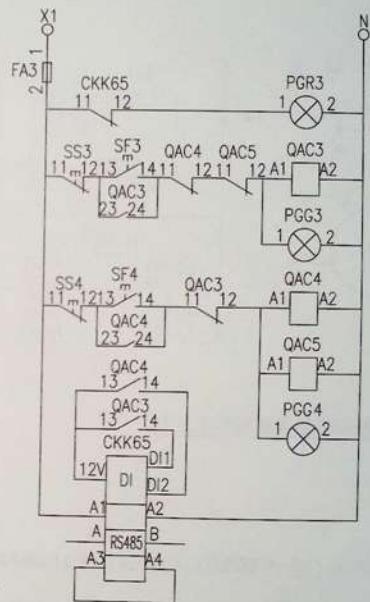 X1 N
1
FA3
2
CKK65 PGR3
11 12 1 2
SS3 SF3 QAC4 QAC5 QAC3
11 12 13 14 11 12 11 12 A1 A2
QAC3
23 24
PGG3
1 2
SS4 SF4 QAC3 QAC4
11 12 13 14 11 12 A1 A2
QAC4
23 24
QAC5
A1 A2
QAC4
13 14
PGG4
1 2
QAC3
13 14
CKK65
12V DI DI1
DI2
A1 A2
A RS485 B
A3 A4